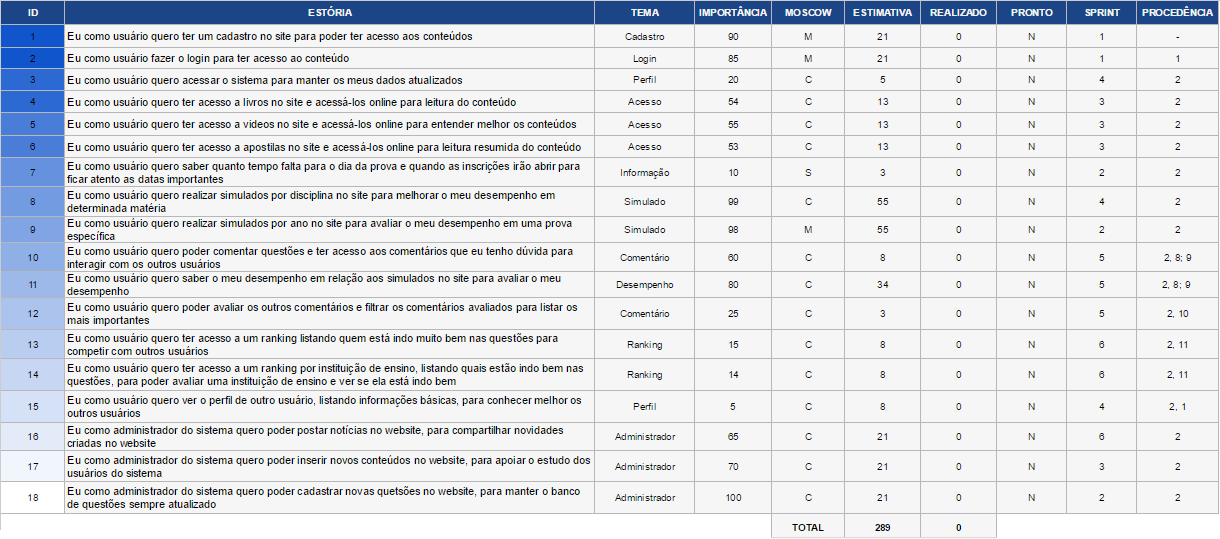 ID ESTÓRIA TEMA IMPORTÂNCIA MOSCOW ESTIMATIVA REALIZADO PRONTO SPRINT PROCEDÊNCIA
1 Eu como usuário quero ter um cadastro no site para poder ter acesso aos conteúdos Cadastro 90 M 21 0 N 1 -
2 Eu como usuário fazer o login para ter acesso ao conteúdo Login 85 M 21 0 N 1 1
3 Eu como usuário quero acessar o sistema para manter os meus dados atualizados Perfil 20 C 5 0 N 4 2
4 Eu como usuário quero ter acesso a livros no site e acessá-los online para leitura do conteúdo Acesso 54 C 13 0 N 3 2
5 Eu como usuário quero ter acesso a videos no site e acessá-los online para entender melhor os conteúdos Acesso 55 C 13 0 N 3 2
6 Eu como usuário quero ter acesso a apostilas no site e acessá-los online para leitura resumida do conteúdo Acesso 53 C 13 0 N 3 2
7 Eu como usuário quero saber quanto tempo falta para o dia da prova e quando as inscrições irão abrir para Informação 10 S 3 0 N 2 2
ficar atento as datas importantes
8 Eu como usuário quero realizar simulados por disciplina no site para melhorar o meu desempenho em Simulado 99 C 55 0 N 4 2
determinada matéria
9 Eu como usuário quero realizar simulados por ano no site para avaliar o meu desempenho em uma prova Simulado 98 M 55 0 N 2 2
específica
10 Eu como usuário quero poder comentar questões e ter acesso aos comentários que eu tenho dúvida para Comentário 60 C 8 0 N 5 2, 8; 9
interagir com os outros usuários
11 Eu como usuário quero saber o meu desempenho em relação aos simulados no site para avaliar o meu Desempenho 80 C 34 0 N 5 2, 8; 9
desempenho
12 Eu como usuário quero poder avaliar os outros comentários e filtrar os comentários avaliados para listar os Comentário 25 C 3 0 N 5 2, 10
mais importantes
13 Eu como usuário quero ter acesso a um ranking listando quem está indo muito bem nas questões para Ranking 15 C 8 0 N 6 2, 11
competir com outros usuários
14 Eu como usuário quero ter acesso a um ranking por instituição de ensino, listando quais estão indo bem nas Ranking 14 C 8 0 N 6 2, 11
questões, para poder avaliar uma instituição de ensino e ver se ela está indo bem
15 Eu como usuário quero ver o perfil de outro usuário, listando informações básicas, para conhecer melhor os Perfil 5 C 8 0 N 4 2, 1
outros usuários
16 Eu como administrador do sistema quero poder postar notícias no website, para compartilhar novidades Administrador 65 C 21 0 N 6 2
criadas no website
17 Eu como administrador do sistema quero poder inserir novos conteúdos no website, para apoiar o estudo dos Administrador 70 C 21 0 N 3 2
usuários do sistema
18 Eu como administrador do sistema quero poder cadastrar novas quetsões no website, para manter o banco Administrador 100 C 21 0 N 2 2
de questões sempre atualizado
TOTAL 289 0